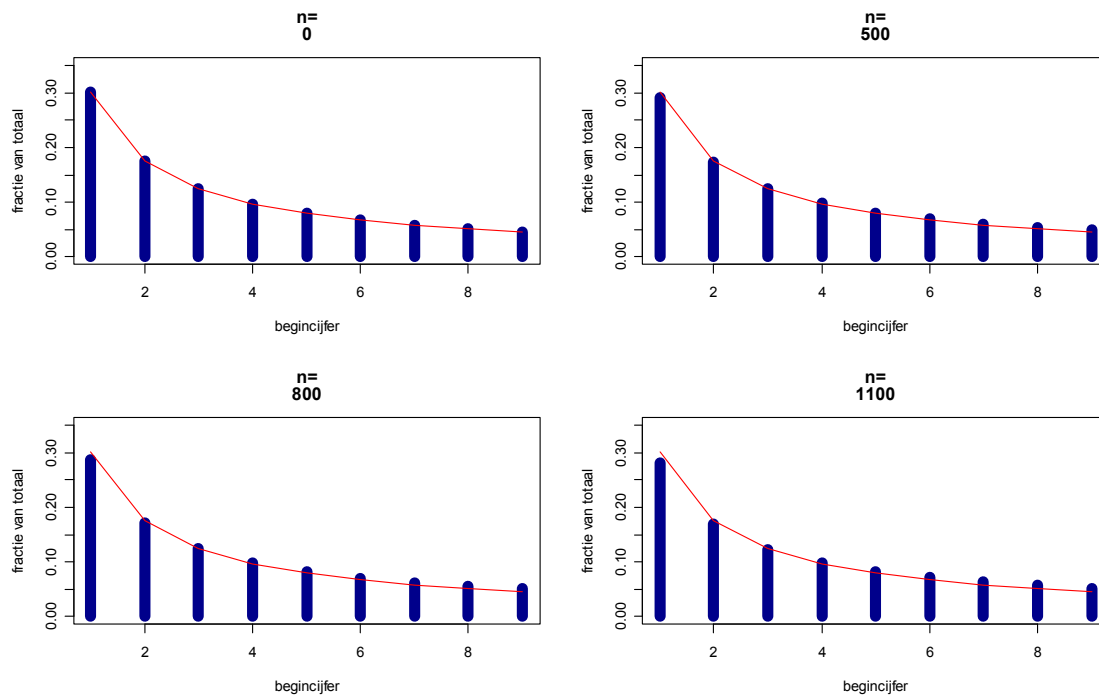 n=
0
fractie van totaal
0.00 0.10 0.20 0.30
2 4 6 8
begincijfer
n=
500
fractie van totaal
0.00 0.10 0.20 0.30
2 4 6 8
begincijfer
n=
800
fractie van totaal
0.00 0.10 0.20 0.30
2 4 6 8
begincijfer
n=
1100
fractie van totaal
0.00 0.10 0.20 0.30
2 4 6 8
begincijfer